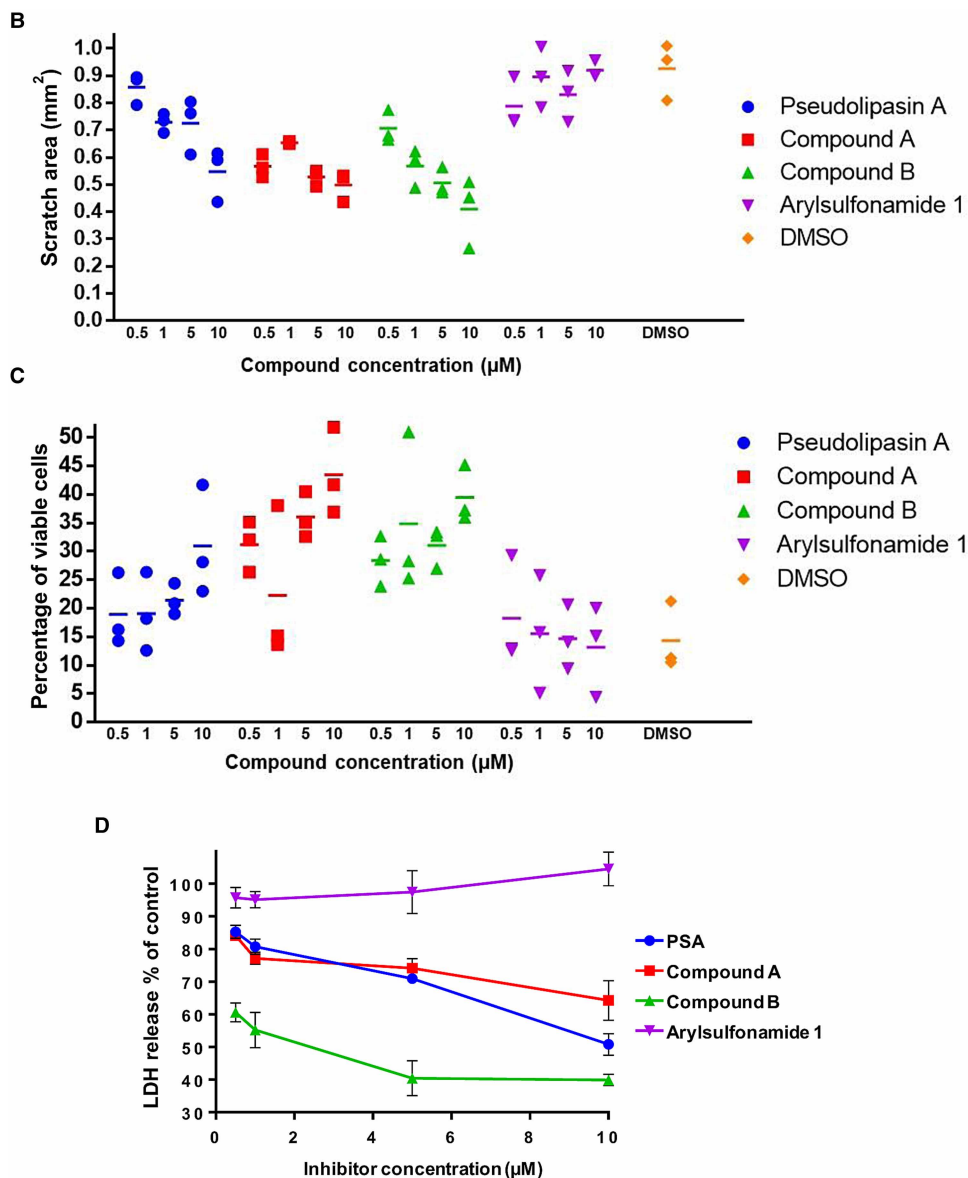 B
Scratch area (mm²)
1.0
0.9
0.8
0.7
0.6
0.5
0.4
0.3
0.2
0.1
0.0
0.5 1 5 10 0.5 1 5 10 0.5 1 5 10 0.5 1 5 10 DMSO
Compound concentration (µM)
Pseudolipasin A
Compound A
Compound B
Arylsulfonamide 1
DMSO
C
Percentage of viable cells
50
45
40
35
30
25
20
15
10
5
0
0.5 1 5 10 0.5 1 5 10 0.5 1 5 10 0.5 1 5 10 DMSO
Compound concentration (µM)
Pseudolipasin A
Compound A
Compound B
Arylsulfonamide 1
DMSO
D
LDH release % of control
100
90
80
70
60
50
40
30
0 2 4 6 8 10
Inhibitor concentration (µM)
PSA
Compound A
Compound B
Arylsulfonamide 1